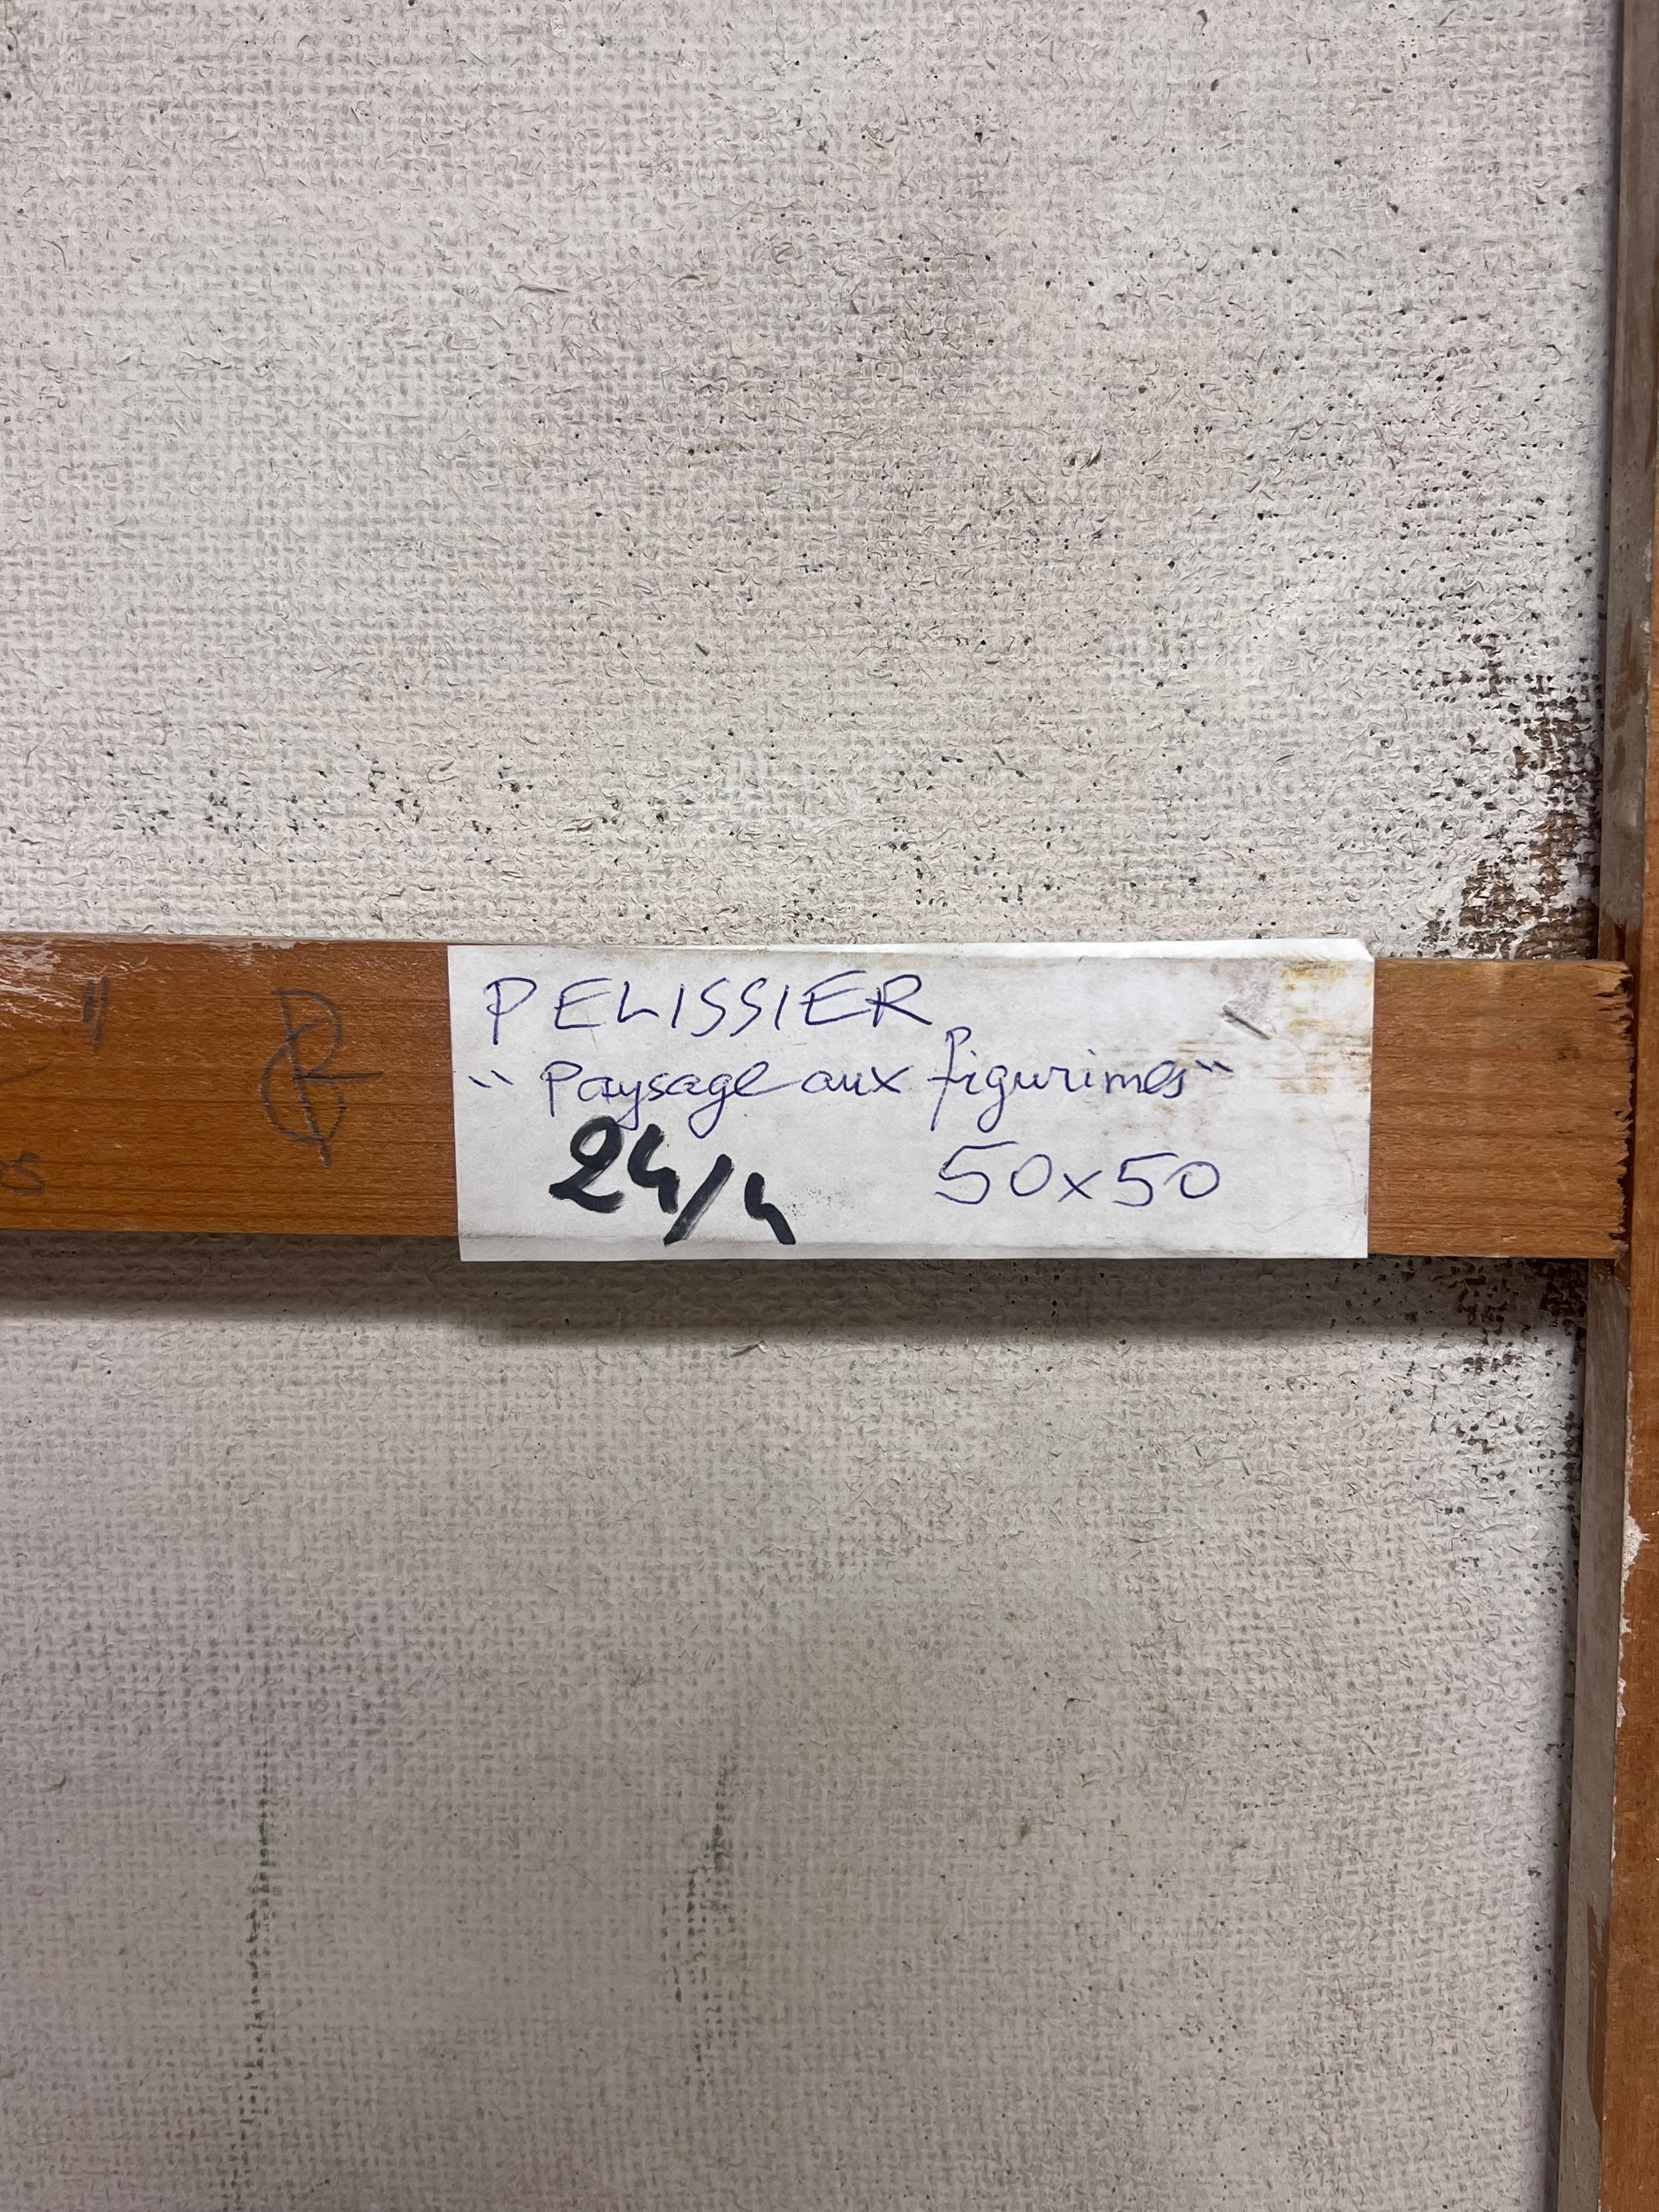 PELISSIER
"Paysage aux figurines"
24/4 50x50